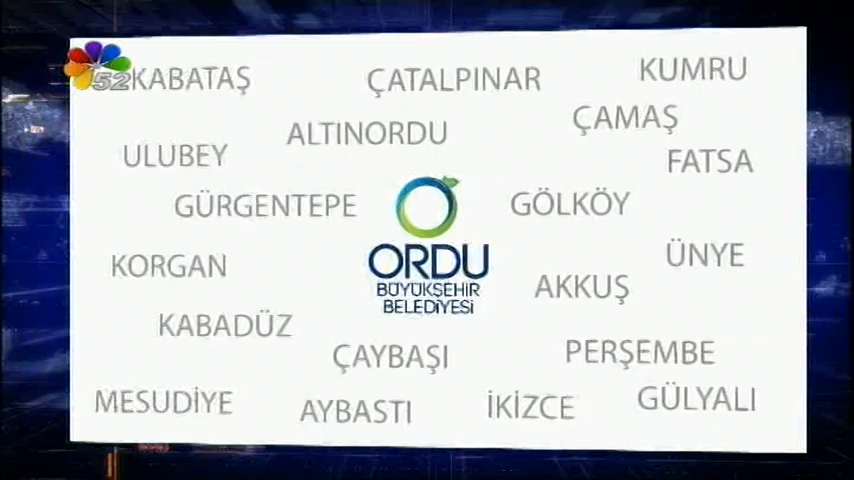 52
KABATAŞ
ÇATALPINAR
KUMRU
ÇAMAŞ
ALTINORDU
ULUBEY
FATSA
GÜRGENTEPE
GÖLKÖY
ORDU
BÜYÜKŞEHİR
BELEDİYESİ
KORGAN
ÜNYE
AKKUŞ
KABADÜZ
ÇAYBAŞI
PERŞEMBE
MESUDİYE
AYBASTI
İKİZCE
GÜLYALI